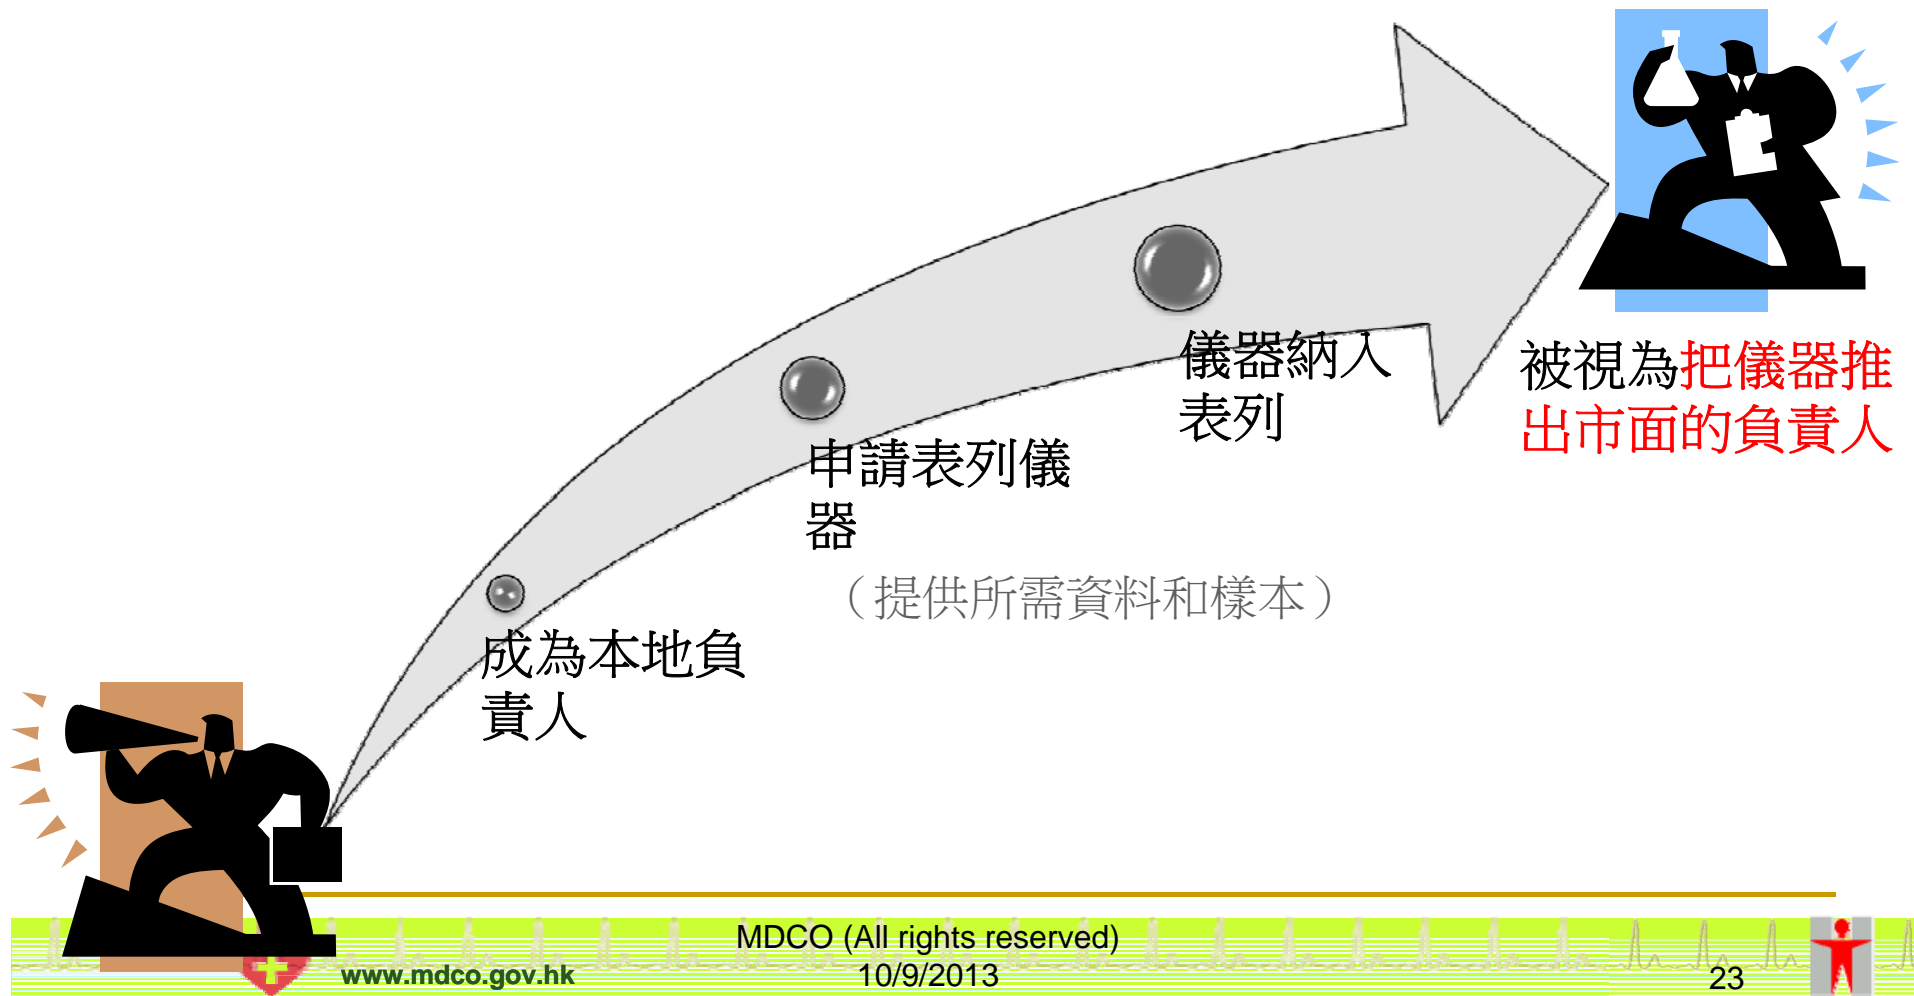 儀器納入
表列
被視為把儀器推
出市面的負責人
申請表列儀
器
（提供所需資料和樣本）
成為本地負
責人
MDCO (All rights reserved)
www.mdco.gov.hk
10/9/2013
23